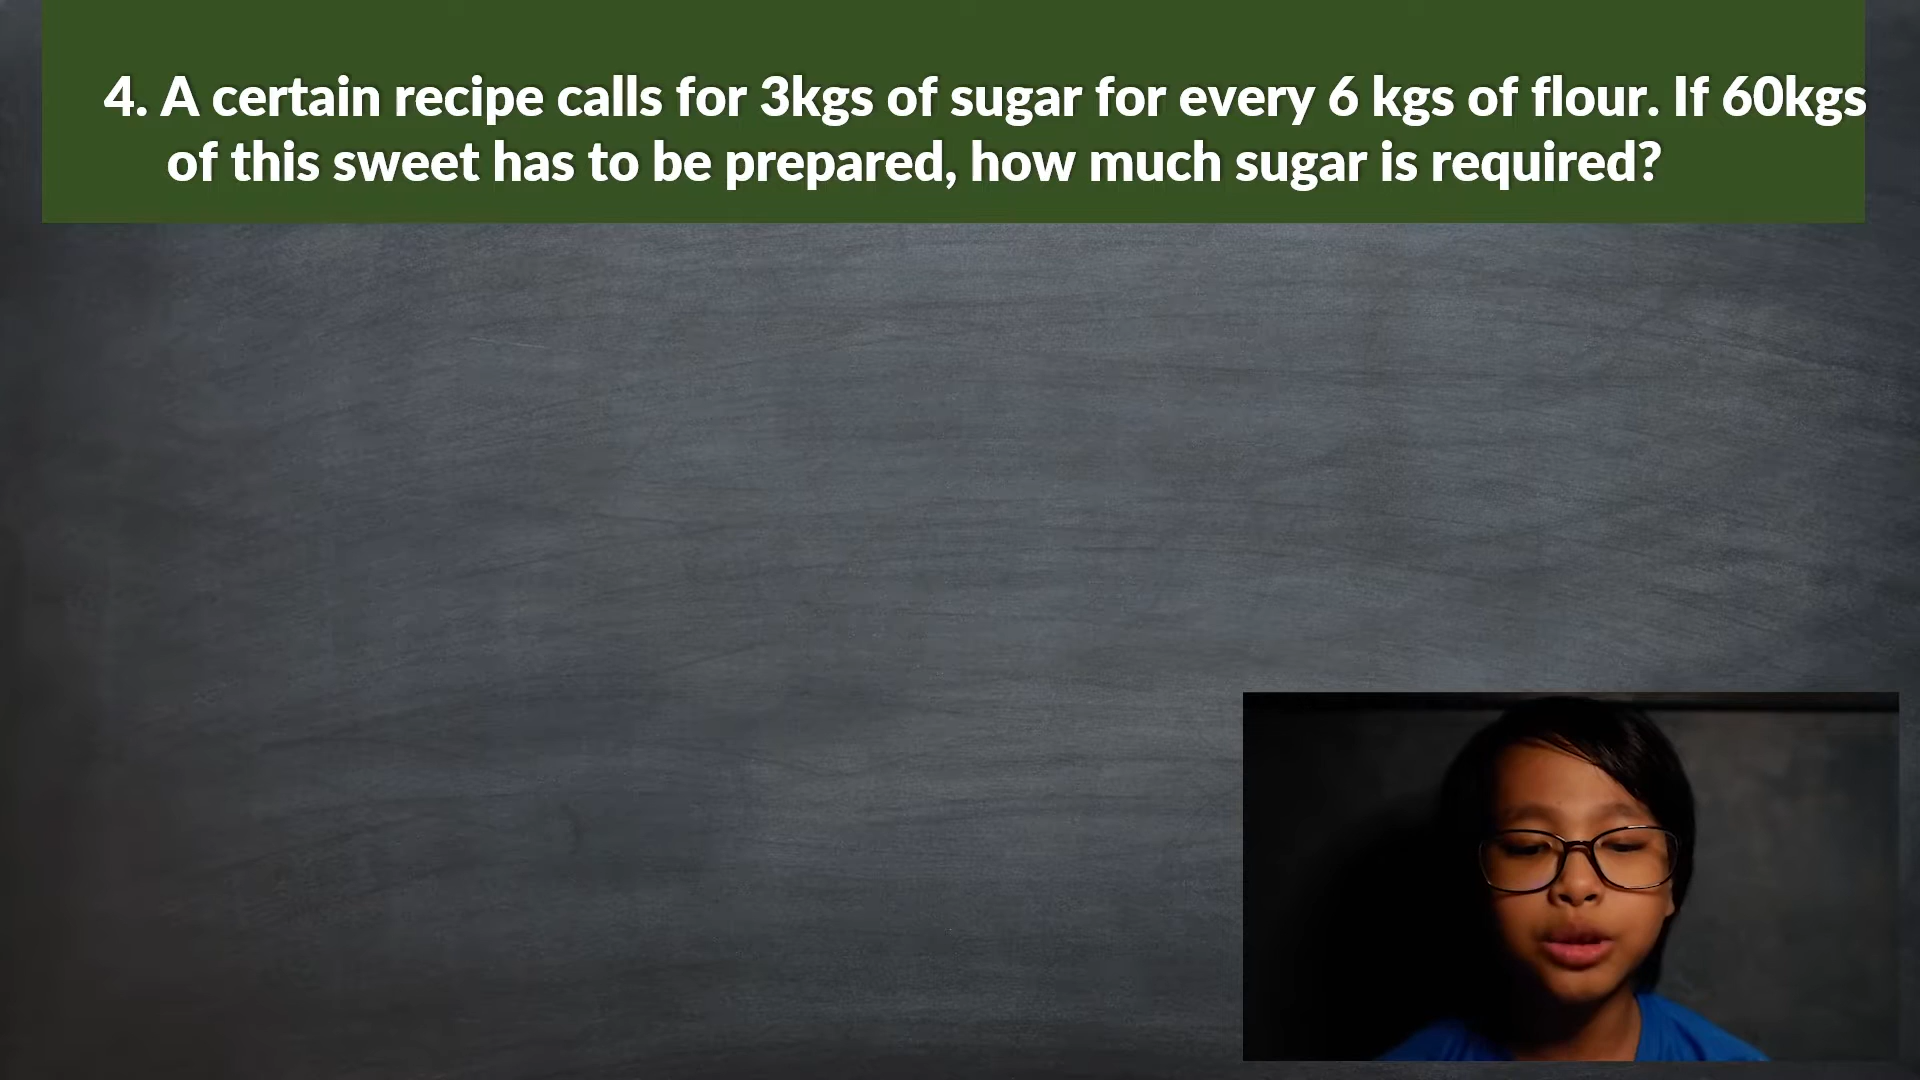 4. A certain recipe calls for 3kgs of sugar for every 6 kgs of flour. If 60kgs
of this sweet has to be prepared, how much sugar is required?